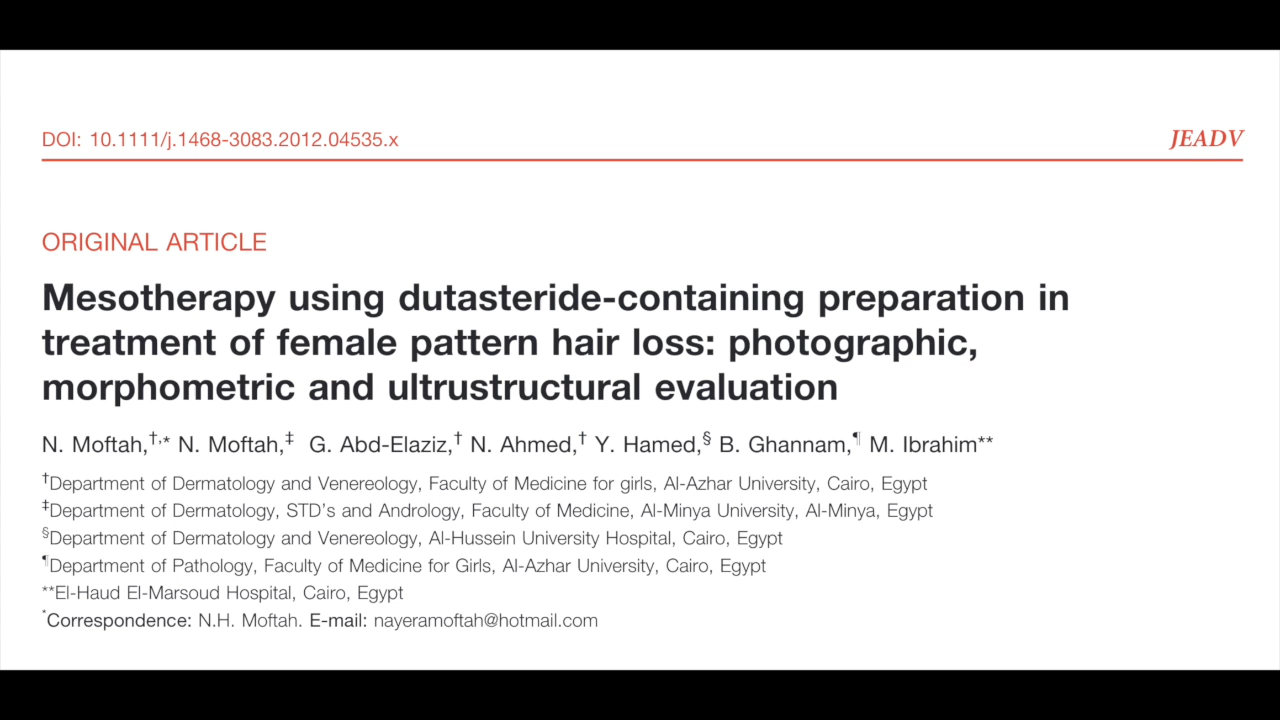 DOI: 10.1111/j.1468-3083.2012.04535.x JEADV
ORIGINAL ARTICLE
Mesotherapy using dutasteride-containing preparation in
treatment of female pattern hair loss: photographic,
morphometric and ultrustructural evaluation
N. Moftah,†,* N. Moftah,‡ G. Abd-Elaziz,† N. Ahmed,† Y. Hamed,§ B. Ghannam,¶ M. Ibrahim**
†Department of Dermatology and Venereology, Faculty of Medicine for girls, Al-Azhar University, Cairo, Egypt
‡Department of Dermatology, STD's and Andrology, Faculty of Medicine, Al-Minya University, Al-Minya, Egypt
§Department of Dermatology and Venereology, Al-Hussein University Hospital, Cairo, Egypt
¶Department of Pathology, Faculty of Medicine for Girls, Al-Azhar University, Cairo, Egypt
**El-Haud El-Marsoud Hospital, Cairo, Egypt
*Correspondence: N.H. Moftah. E-mail: nayeramoftah@hotmail.com